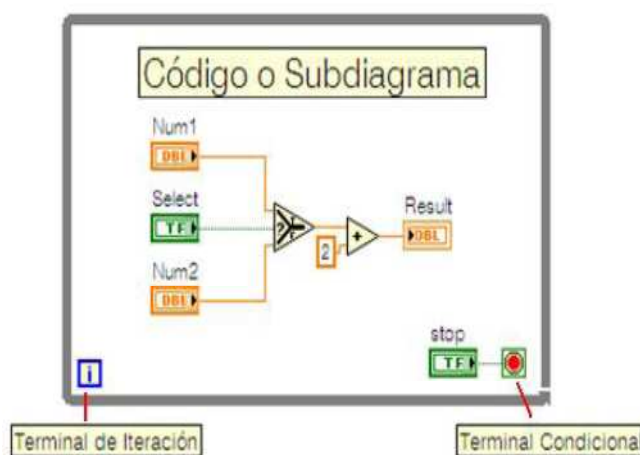 Código o Subdiagrama
Num1
DBL
Select
TF
?
F
Num2
DBL
2
+
Result
DBL
stop
TF
i
Terminal de Iteración
Terminal Condicional